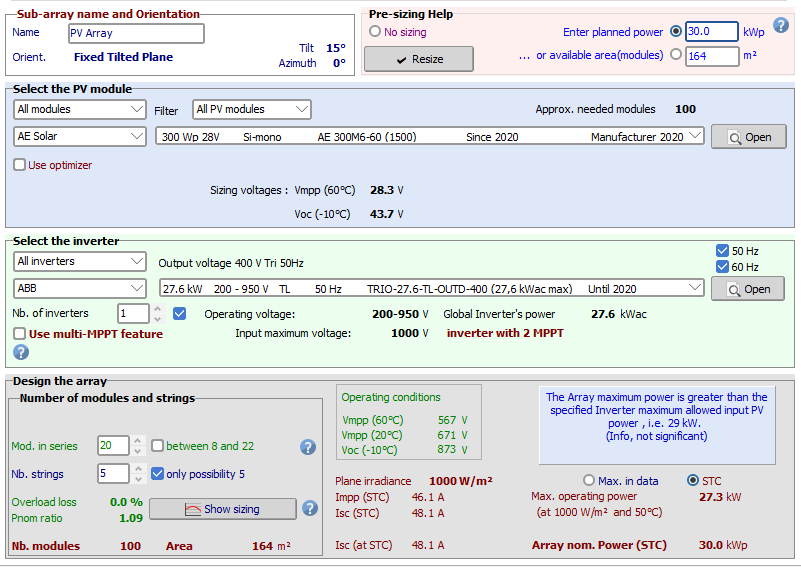 Sub-array name and Orientation
Name PV Array
Orient. Fixed Tilted Plane
Tilt 15°
Azimuth 0°
Pre-sizing Help
No sizing
Enter planned power 30.0 kWp
Resize
... or available area(modules) 164 m²
Select the PV module
All modules Filter All PV modules Approx. needed modules 100
AE Solar 300 Wp 28V Si-mono AE 300M6-60 (1500) Since 2020 Manufacturer 2020 Open
Use optimizer
Sizing voltages : Vmpp (60°C) 28.3 V
Voc (-10°C) 43.7 V
Select the inverter
All inverters Output voltage 400 V Tri 50Hz
50 Hz
60 Hz
ABB 27.6 kW 200 - 950 V TL 50 Hz TRIO-27.6-TL-OUTD-400 (27,6 kWac max) Until 2020 Open
Nb. of inverters 1 Operating voltage: 200-950 V Global Inverter's power 27.6 kWac
Use multi-MPPT feature Input maximum voltage: 1000 V inverter with 2 MPPT
Design the array
Number of modules and strings
Mod. in series 20 between 8 and 22
Nb. strings 5 only possibility 5
Overload loss 0.0 %
Pnom ratio 1.09
Show sizing
Nb. modules 100 Area 164 m²
Operating conditions
Vmpp (60°C) 567 V
Vmpp (20°C) 671 V
Voc (-10°C) 873 V
Plane irradiance 1000 W/m²
Impp (STC) 46.1 A
Isc (STC) 48.1 A
Isc (at STC) 48.1 A
The Array maximum power is greater than the
specified Inverter maximum allowed input PV
power , i.e. 29 kW.
(Info, not significant)
Max. in data STC
Max. operating power 27.3 kW
(at 1000 W/m² and 50°C)
Array nom. Power (STC) 30.0 kWp